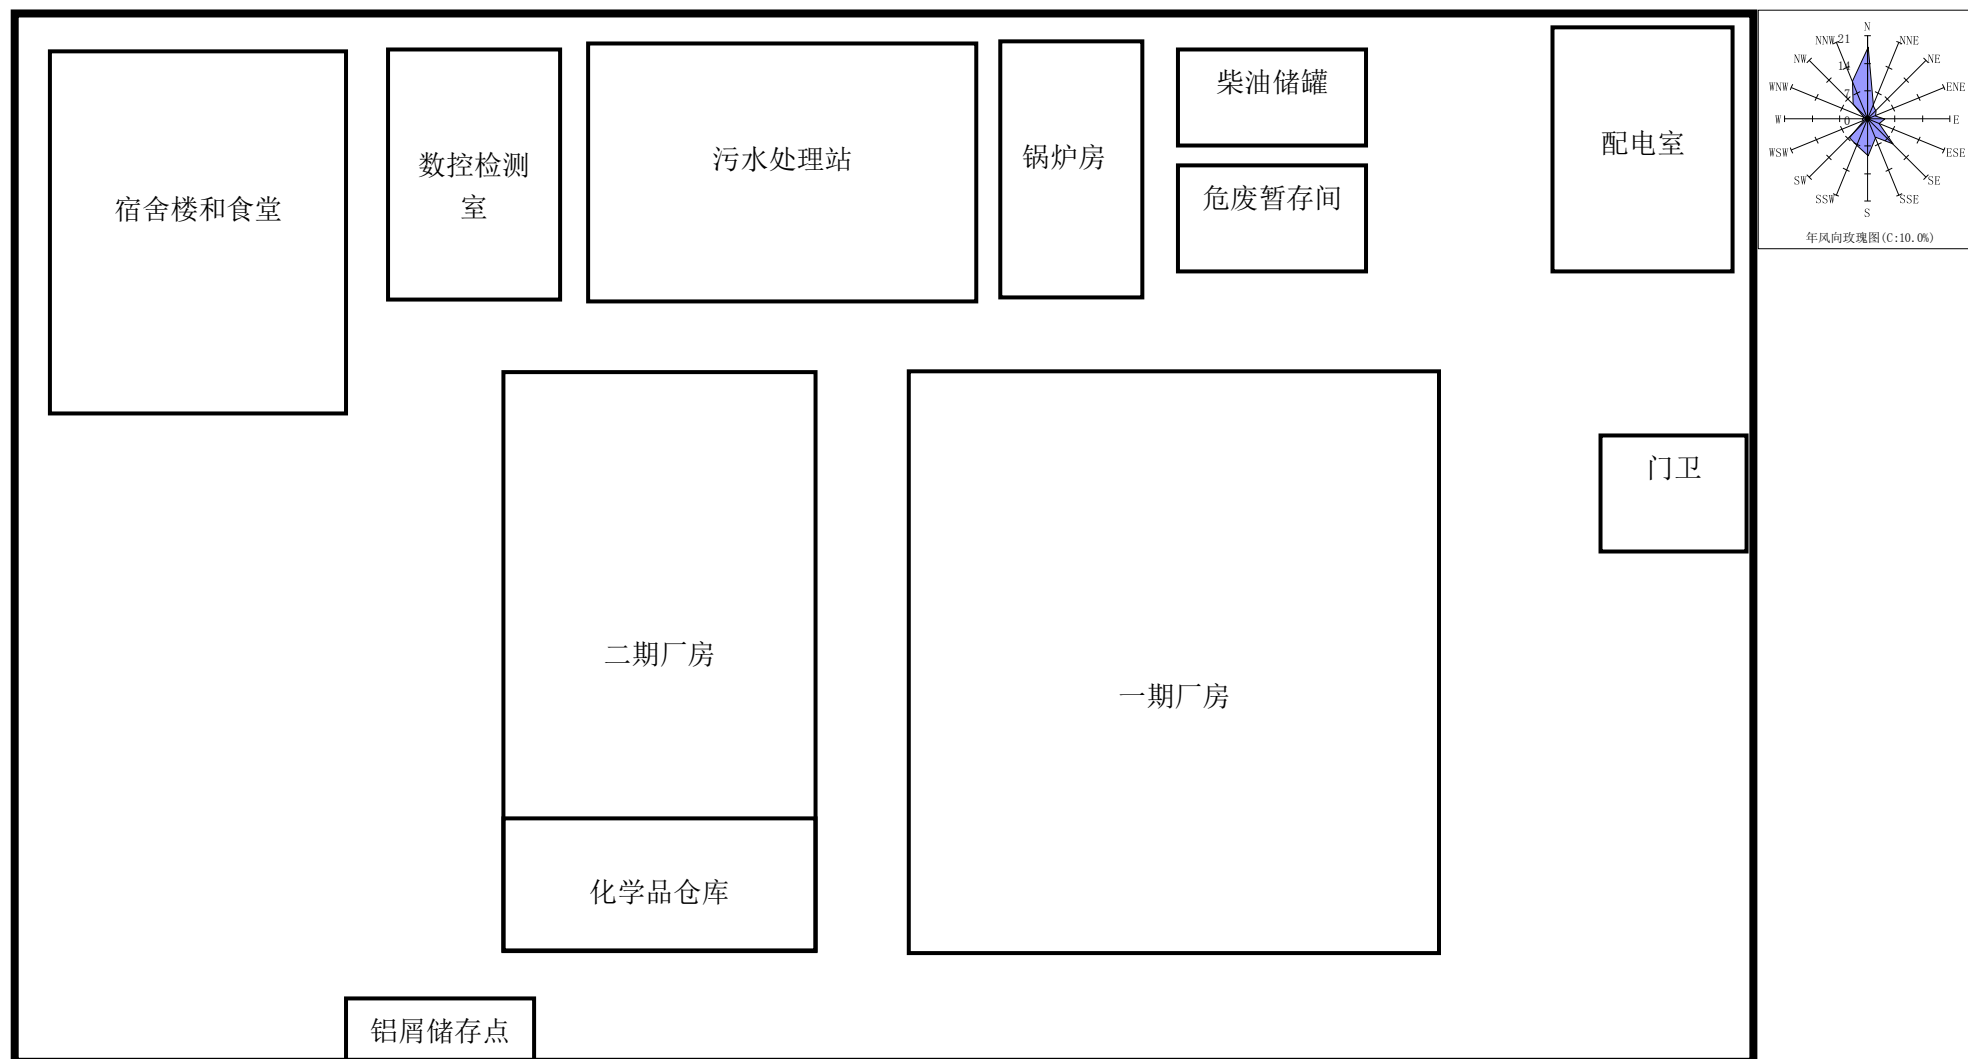 宿舍楼和食堂
数控检测
室
污水处理站
锅炉房
柴油储罐
危废暂存间
配电室
门卫
二期厂房
一期厂房
化学品仓库
铝屑储存点
N
NNW
21
NNE
NW
14
NE
WNW
7
ENE
W
0
E
WSW
ESE
SW
SE
SSW
SSE
S
年风向玫瑰图(C:10.0%)